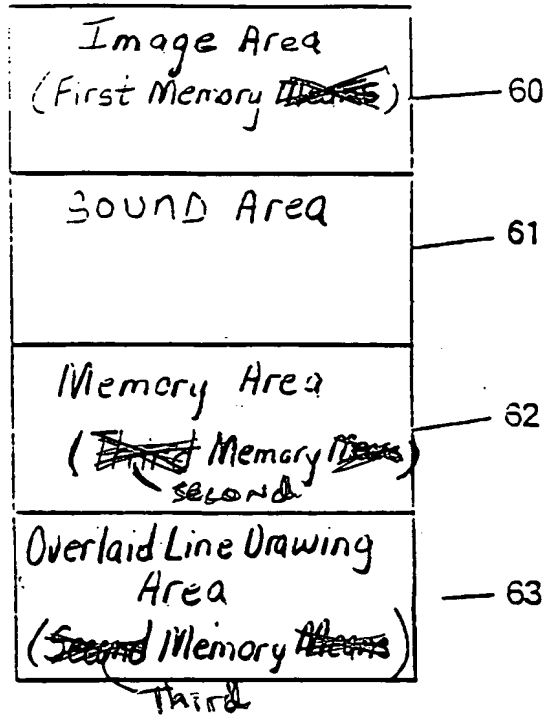 Image Area
(First Memory Means)
60
SOUND Area
61
Memory Area
(Third Memory Means)
second
62
Overlaid Line Drawing
Area
(Second Memory Means)
Third
63